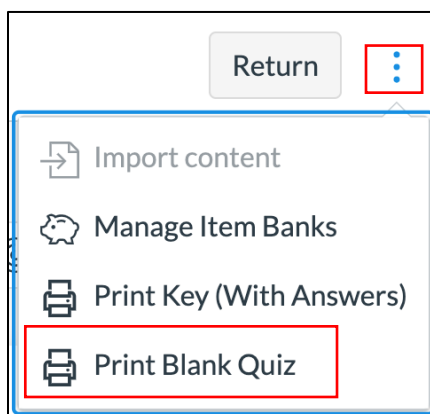 Return
Import content
Manage Item Banks
Print Key (With Answers)
Print Blank Quiz